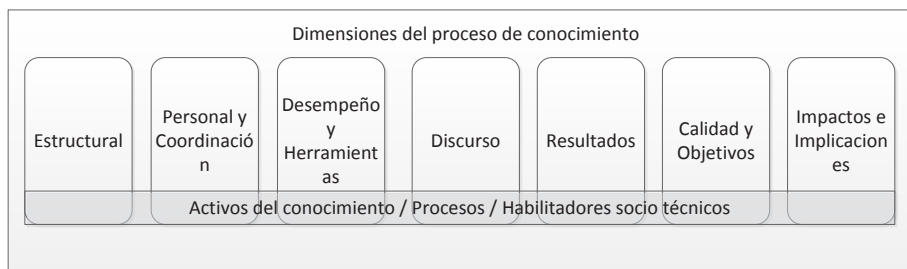 Dimensiones del proceso de conocimiento
Estructural
Personal y
Coordinació
n
Desempeño
y
Herramient
as
Discurso
Resultados
Calidad y
Objetivos
Impactos e
Implicacion
es
Activos del conocimiento / Procesos / Habilitadores socio técnicos